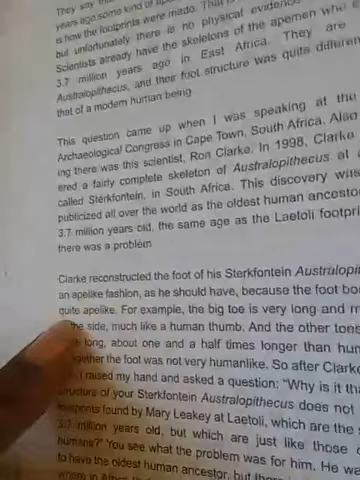 They say that
years ago some kind of
is how the footprints were made. That is
but unfortunately there is no physical evidence
Scientists already have the skeletons of the apemen who
3.7 million years ago in East Africa. They are
Australopithecus, and their foot structure was quite different
that of a modern human being
This question came up when I was speaking at the
Archaeological Congress in Cape Town, South Africa. Also
ing there was this scientist, Ron Clarke. In 1998, Clarke
ered a fairly complete skeleton of Australopithecus at
called Sterkfontein, in South Africa. This discovery was
publicized all over the world as the oldest human ancestor
3.7 million years old, the same age as the Laetoli footpri
there was a problem
Clarke reconstructed the foot of his Sterkfontein Australopi
an apelike fashion, as he should have, because the foot bo
quite apelike. For example, the big toe is very long and m
the side, much like a human thumb. And the other toes
long, about one and a half times longer than hum
ogether the foot was not very humanlike. So after Clarke
I raised my hand and asked a question: "Why is it tha
structure of your Sterkfontein Australopithecus does not
footprints found by Mary Leakey at Laetoli, which are the
3.7 million years old, but which are just like those
humans?" You see what the problem was for him. He wa
to have the oldest human ancestor, but there
where in Africa